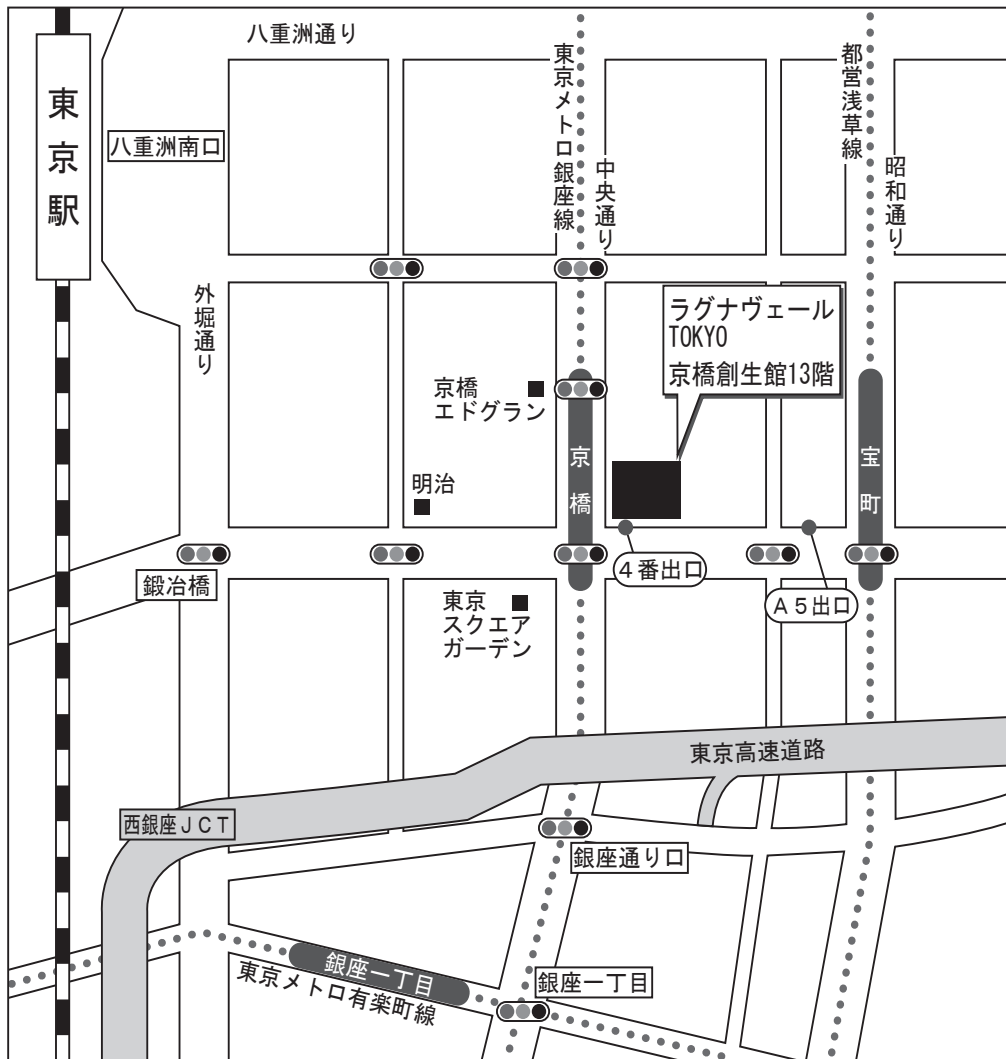 八重洲通り
東京駅
八重洲南口
東京メトロ銀座線
中央通り
都営浅草線
昭和通り
外堀通り
ラグナヴェール
TOKYO
京橋創生館13階
京橋
エドグラン
明治
京橋
宝町
鍛冶橋
4番出口
A5出口
東京
スクエア
ガーデン
東京高速道路
西銀座JCT
銀座通り口
銀座一丁目
東京メトロ有楽町線
銀座一丁目